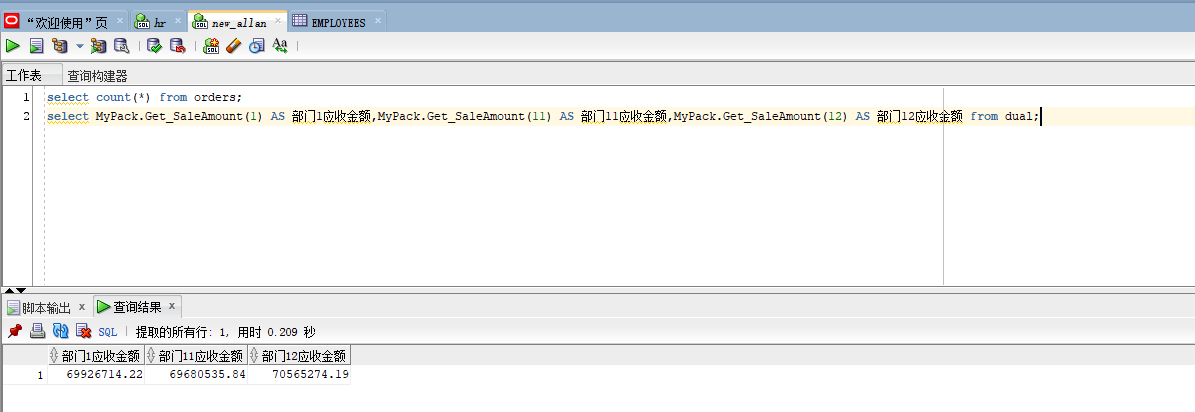 “欢迎使用”页 hr new_allan EMPLOYEES
工作表 查询构建器
1 select count(*) from orders;
2 select MyPack.Get_SaleAmount(1) AS 部门1应收金额,MyPack.Get_SaleAmount(11) AS 部门11应收金额,MyPack.Get_SaleAmount(12) AS 部门12应收金额 from dual;
脚本输出 查询结果
SQL 提取的所有行: 1, 用时 0.209 秒
部门1应收金额 部门11应收金额 部门12应收金额
1 69926714.22 69680535.84 70565274.19